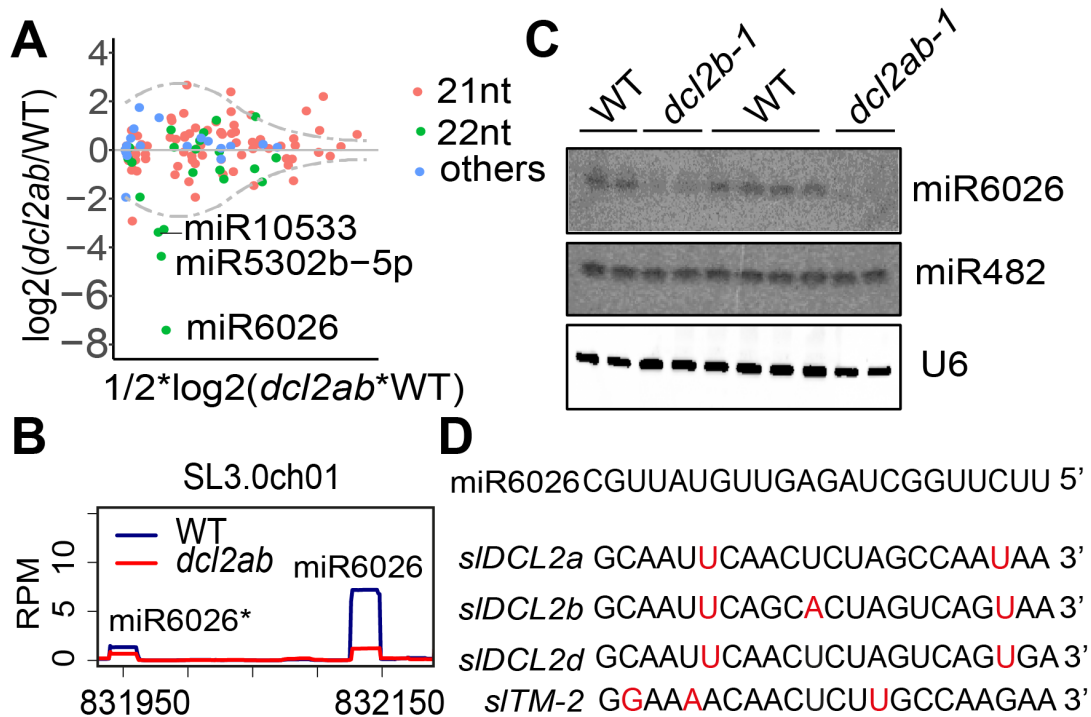 A
log2(dcl2ab/WT)
4
2
0
−2
−4
−6
−8
21nt
22nt
others
miR10533
miR5302b−5p
miR6026
1/2*log2(dcl2ab*WT)
C
WT
dcl2b-1
WT
dcl2ab-1
miR6026
miR482
U6
B
SL3.0ch01
WT
dcl2ab
miR6026
miR6026*
RPM
10
5
0
831950
832150
D
miR6026CGUUAUGUUGAGAUCGGUUCUU 5’
slDCL2a GCAAUUCAACUCUAGCCAAUAA 3’
slDCL2b GCAAUUCAGCACUAGUCAGUAA 3’
slDCL2d GCAAUUCAACUCUAGUCAGUGA 3’
slTM-2 GGAAAACAACUCUUGCCAAGAA 3’